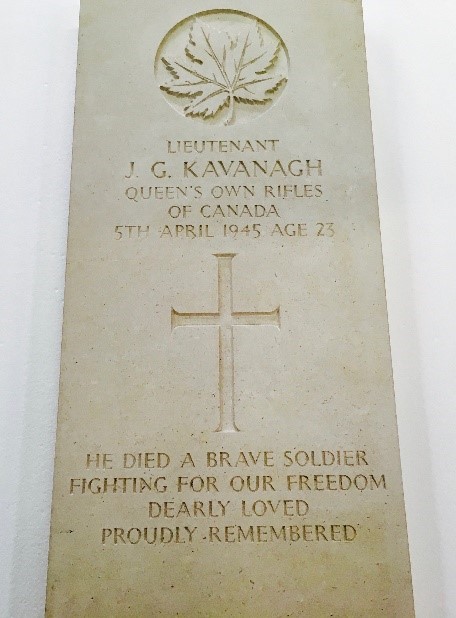 LIEUTENANT
J. G. KAVANAGH
QUEEN'S OWN RIFLES
OF CANADA
5TH APRIL 1945 AGE 23
HE DIED A BRAVE SOLDIER
FIGHTING FOR OUR FREEDOM
DEARLY LOVED
PROUDLY REMEMBERED